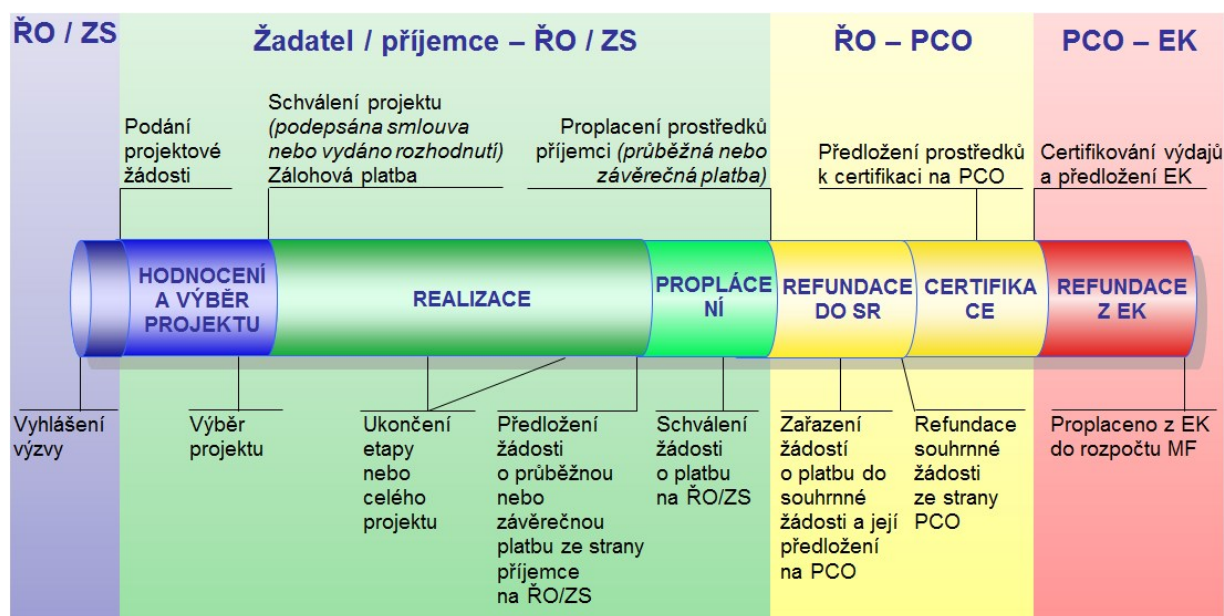 ŘO / ZS
Žadatel / příjemce – ŘO / ZS
ŘO – PCO
PCO – EK
Podání
projektové
žádosti
Schválení projektu
(podepsána smlouva
nebo vydáno rozhodnutí)
Zálohová platba
Proplacení prostředků
příjemci (průběžná nebo
závěrečná platba)
Předložení prostředků
k certifikaci na PCO
Certifikování výdajů
a předložení EK
HODNOCENÍ
A VÝBĚR
PROJEKTU
REALIZACE
PROPLÁCE
NÍ
REFUNDACE
DO SR
CERTIFIKA
CE
REFUNDACE
Z EK
Vyhlášení
výzvy
Výběr
projektu
Ukončení
etapy
nebo
celého
projektu
Předložení
žádosti
o průběžnou
nebo
závěrečnou
platbu ze strany
příjemce
na ŘO/ZS
Schválení
žádosti
o platbu
na ŘO/ZS
Zařazení
žádostí
o platbu do
souhrnné
žádosti a její
předložení
na PCO
Refundace
souhrnné
žádosti
ze strany
PCO
Proplaceno z EK
do rozpočtu MF